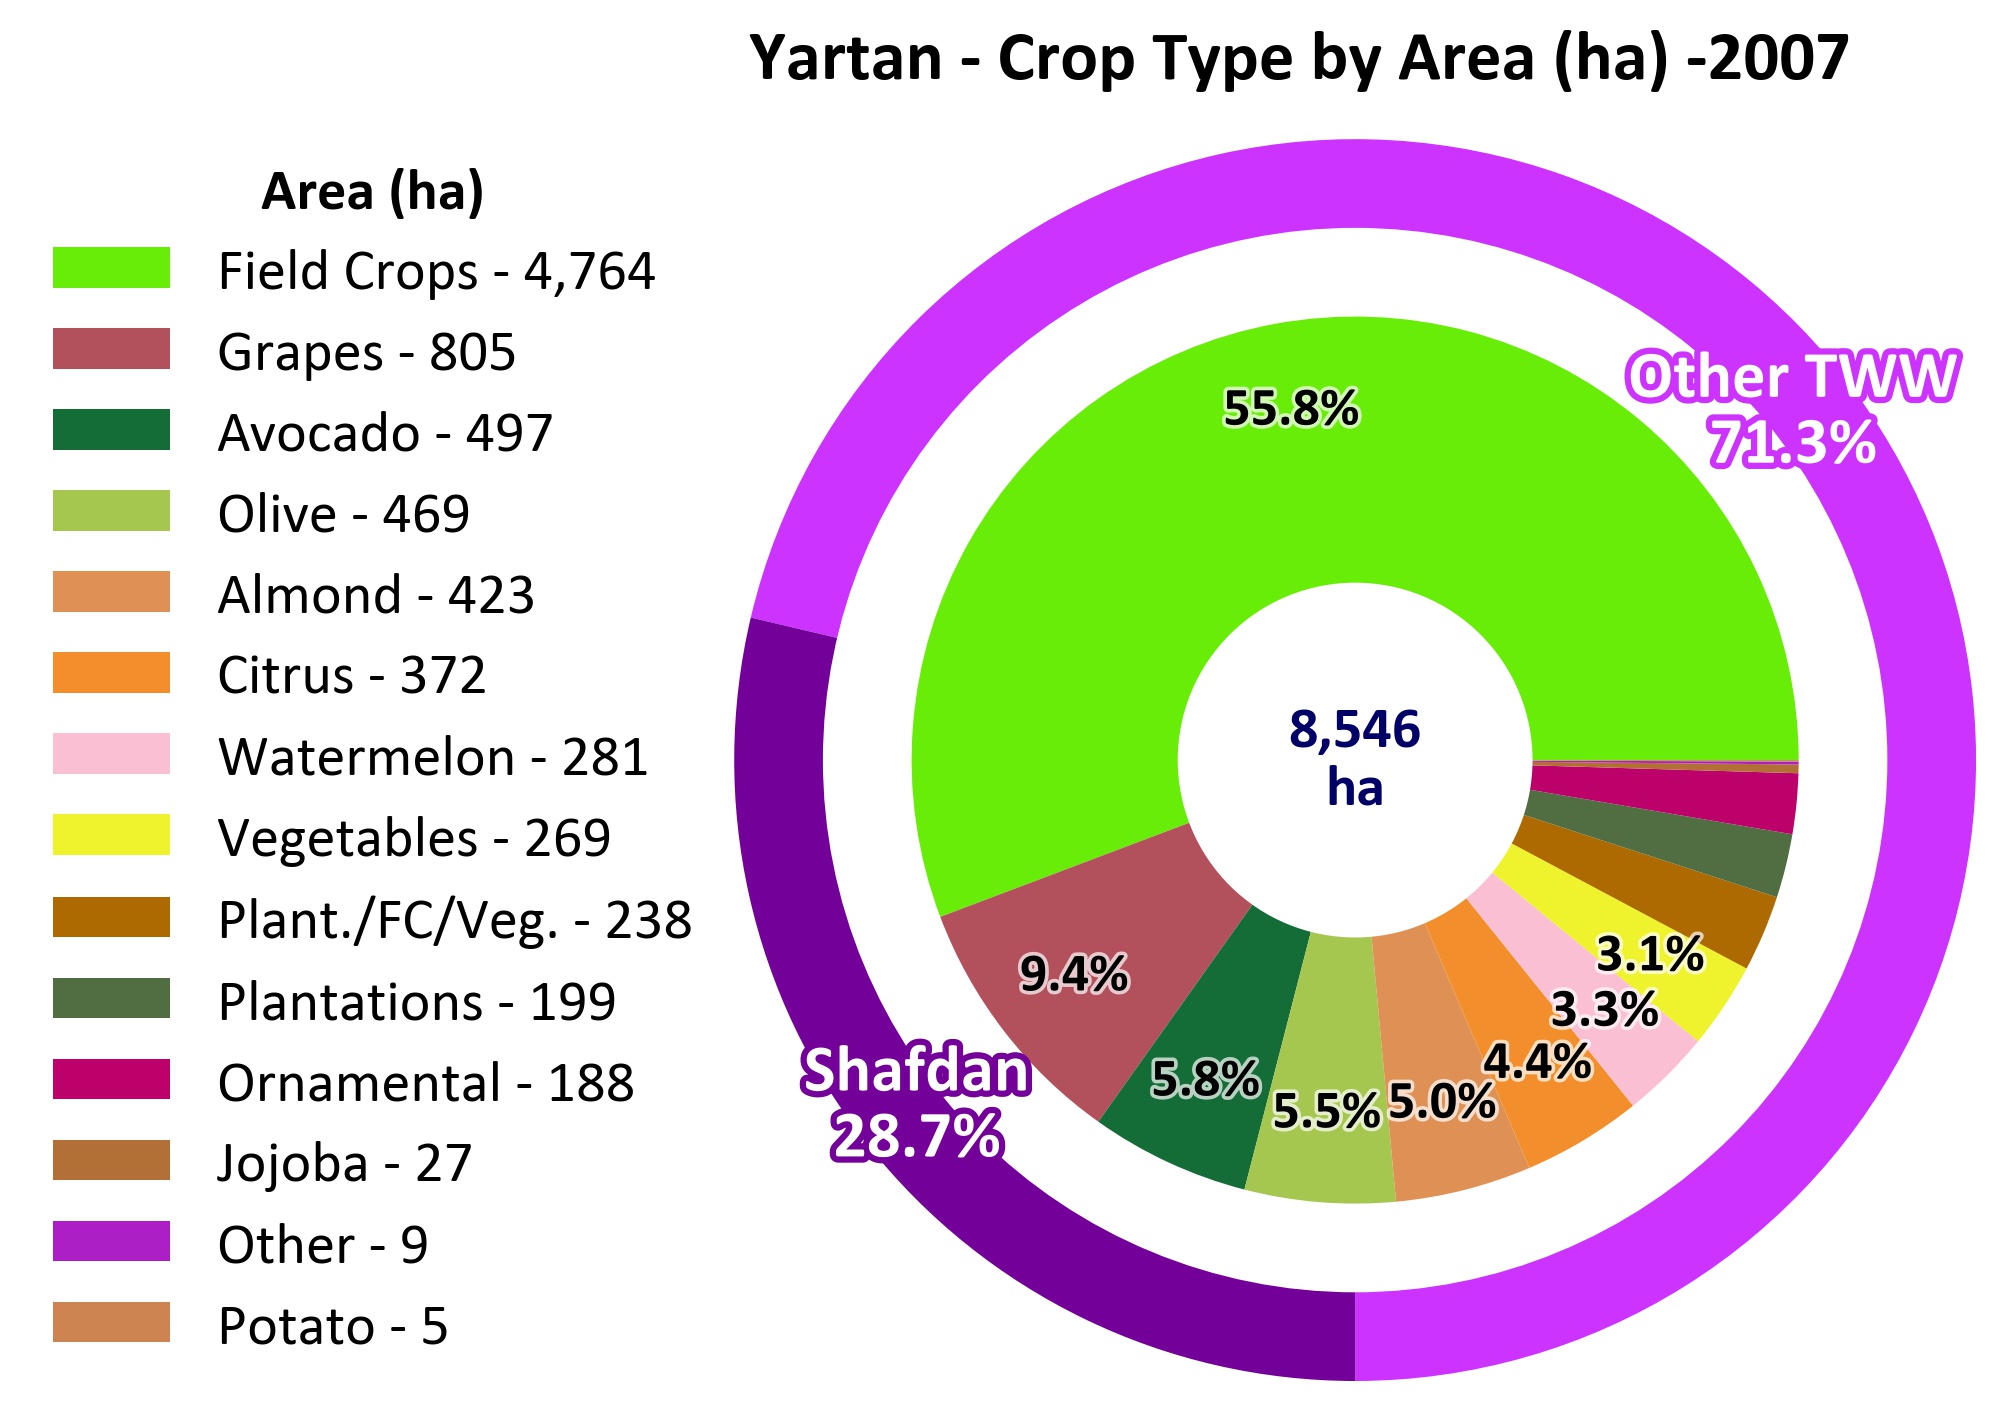 Yartan - Crop Type by Area (ha) -2007
Area (ha)
Field Crops - 4,764
Grapes - 805
Avocado - 497
Olive - 469
Almond - 423
Citrus - 372
Watermelon - 281
Vegetables - 269
Plant./FC/Veg. - 238
Plantations - 199
Ornamental - 188
Jojoba - 27
Other - 9
Potato - 5
Other TWW
71.3%
55.8%
8,546
ha
3.1%
9.4%
3.3%
4.4%
5.8%
5.0%
5.5%
Shafdan
28.7%